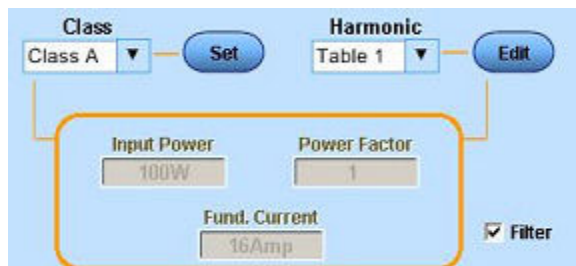 Class Harmonic
Class A Set Table 1 Edit
Input Power Power Factor
100W 1
Fund. Current
16Amp Filter